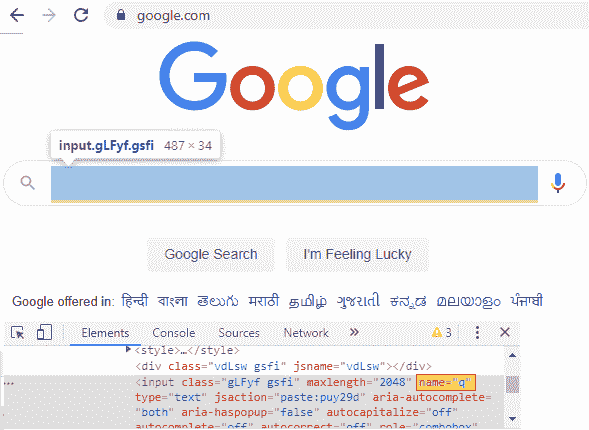 google.com
Google
input.gLFyf.gsfi 487 × 34
Google Search I'm Feeling Lucky
Google offered in: हिन्दी বাংলা తెలుగు मराठी தமிழ் ગુજરાતી ಕನ್ನಡ മലയാളം ਪੰਜਾਬੀ
Elements Console Sources Network » 3
<style>…</style>
<div class="vdLsw gsfi" jsname="vdLsw"></div>
<input class="gLFyf gsfi" maxlength="2048" name="q"
type="text" jsaction="paste:puy29d" aria-autocomplete=
"both" aria-haspopup="false" autocapitalize="off"
autocomplete="off" autocorrect="off" role="combobox"